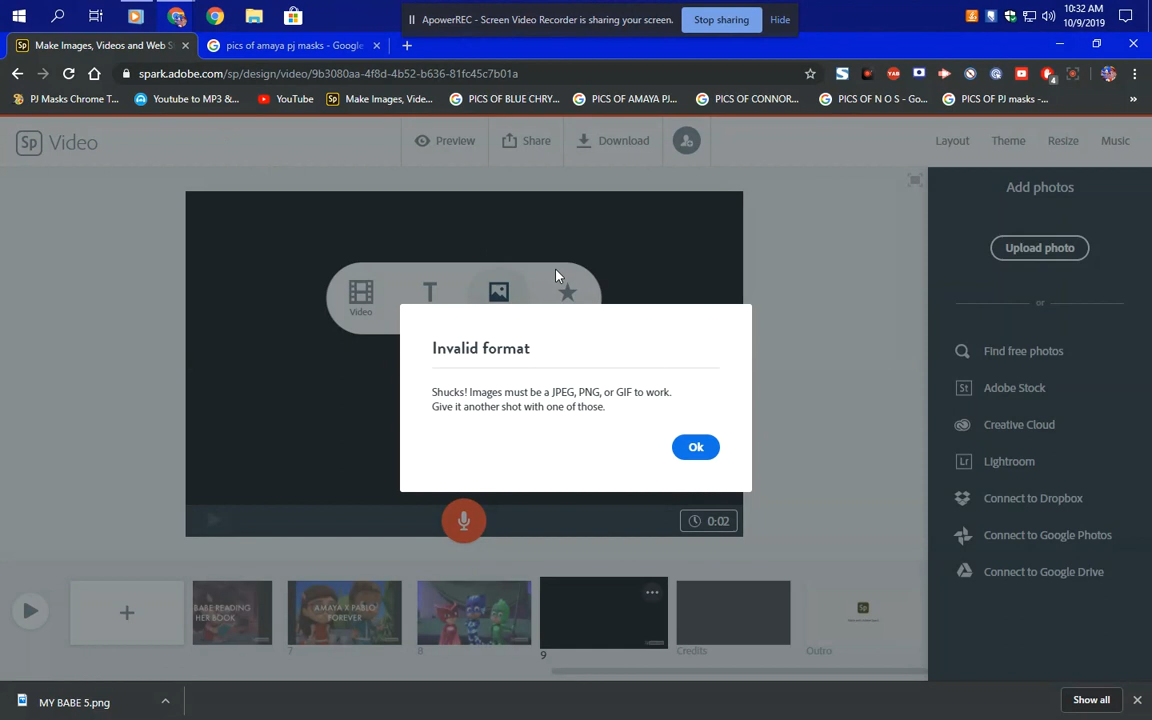 ApowerREC - Screen Video Recorder is sharing your screen.
Stop sharing
Hide
10:32 AM
10/9/2019
Make Images, Videos and Web S
pics of amaya pj masks - Google
spark.adobe.com/sp/design/video/9b3080aa-4f8d-4b52-b636-81fc45c7b01a
PJ Masks Chrome T...
Youtube to MP3 &...
YouTube
Make Images, Vide...
PICS OF BLUE CHRY...
PICS OF AMAYA PJ...
PICS OF CONNOR...
PICS OF N O S - Go...
PICS OF PJ masks -...
Sp Video
Preview
Share
Download
Layout
Theme
Resize
Music
Add photos
Upload photo
or
Find free photos
St Adobe Stock
Creative Cloud
Lr Lightroom
Connect to Dropbox
Connect to Google Photos
Connect to Google Drive
Video
T
Invalid format
Shucks! Images must be a JPEG, PNG, or GIF to work.
Give it another shot with one of those.
Ok
0:02
BABE READING
HER BOOK
AMAYA X PABLO
FOREVER
7
8
9
Credits
Outro
MY BABE 5.png
Show all